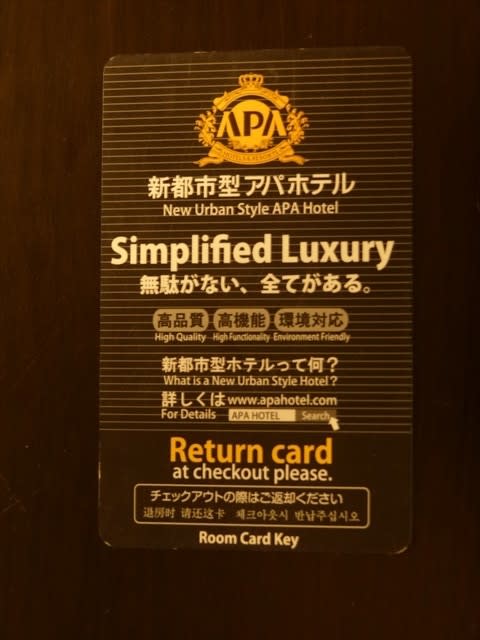 APA
HOTELS & RESORTS
新都市型アパホテル
New Urban Style APA Hotel
Simplified Luxury
無駄がない、全てがある。
高品質 高機能 環境対応
High Quality High Functionality Environment Friendly
新都市型ホテルって何？
What is a New Urban Style Hotel?
詳しくは www.apahotel.com
For Details APA HOTEL Search
Return card
at checkout please.
チェックアウトの際はご返却ください
退房时 请还这卡 체크아웃시 반납주십시오
Room Card Key